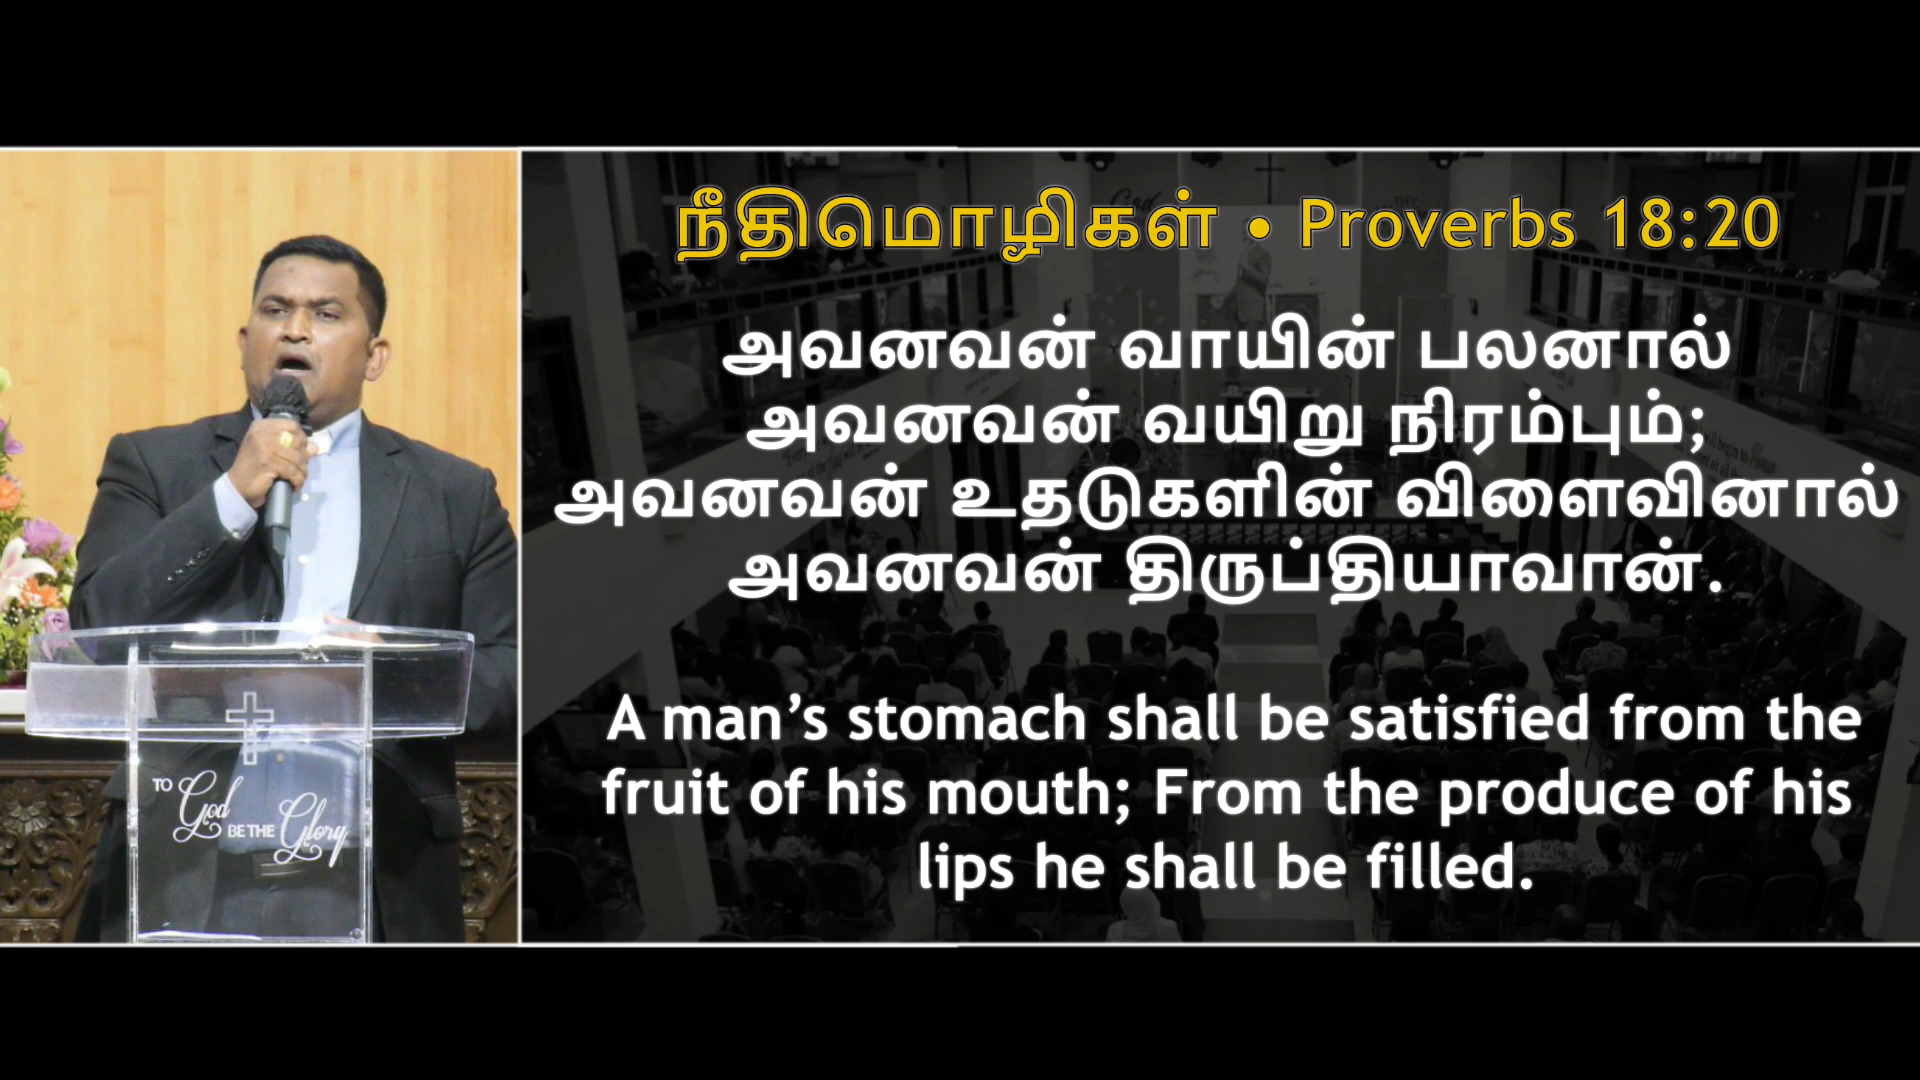 நீதிமொழிகள் • Proverbs 18:20
அவனவன் வாயின் பலனால்
அவனவன் வயிறு நிரம்பும்;
அவனவன் உதடுகளின் விளைவினால்
அவனவன் திருப்தியாவான்.
A man’s stomach shall be satisfied from the
fruit of his mouth; From the produce of his
lips he shall be filled.
TO God BE THE Glory